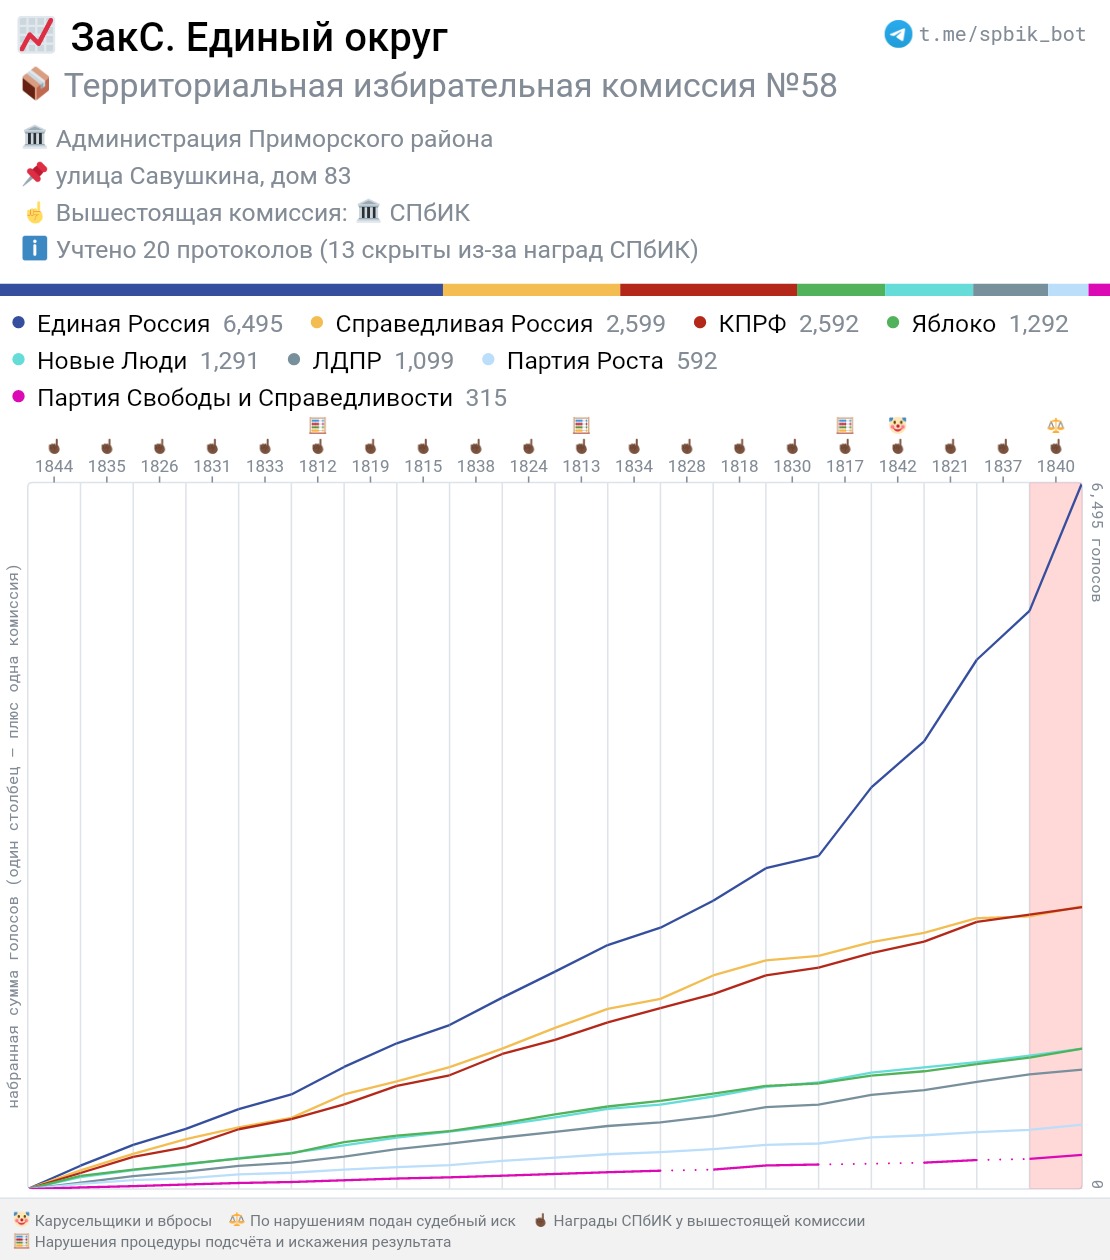 ЗакС. Единый округ
t.me/spbik_bot
Территориальная избирательная комиссия №58
Администрация Приморского района
улица Савушкина, дом 83
Вышестоящая комиссия: СПбИК
Учтено 20 протоколов (13 скрыты из-за наград СПбИК)
Единая Россия 6,495 Справедливая Россия 2,599 КПРФ 2,592 Яблоко 1,292
Новые Люди 1,291 ЛДПР 1,099 Партия Роста 592
Партия Свободы и Справедливости 315
1844 1835 1826 1831 1833 1812 1819 1815 1838 1824 1813 1834 1828 1818 1830 1817 1842 1821 1837 1840
набранная сумма голосов (один столбец — плюс одна комиссия)
6,495 голосов
0
Карусельщики и вбросы По нарушениям подан судебный иск Награды СПбИК у вышестоящей комиссии
Нарушения процедуры подсчёта и искажения результата